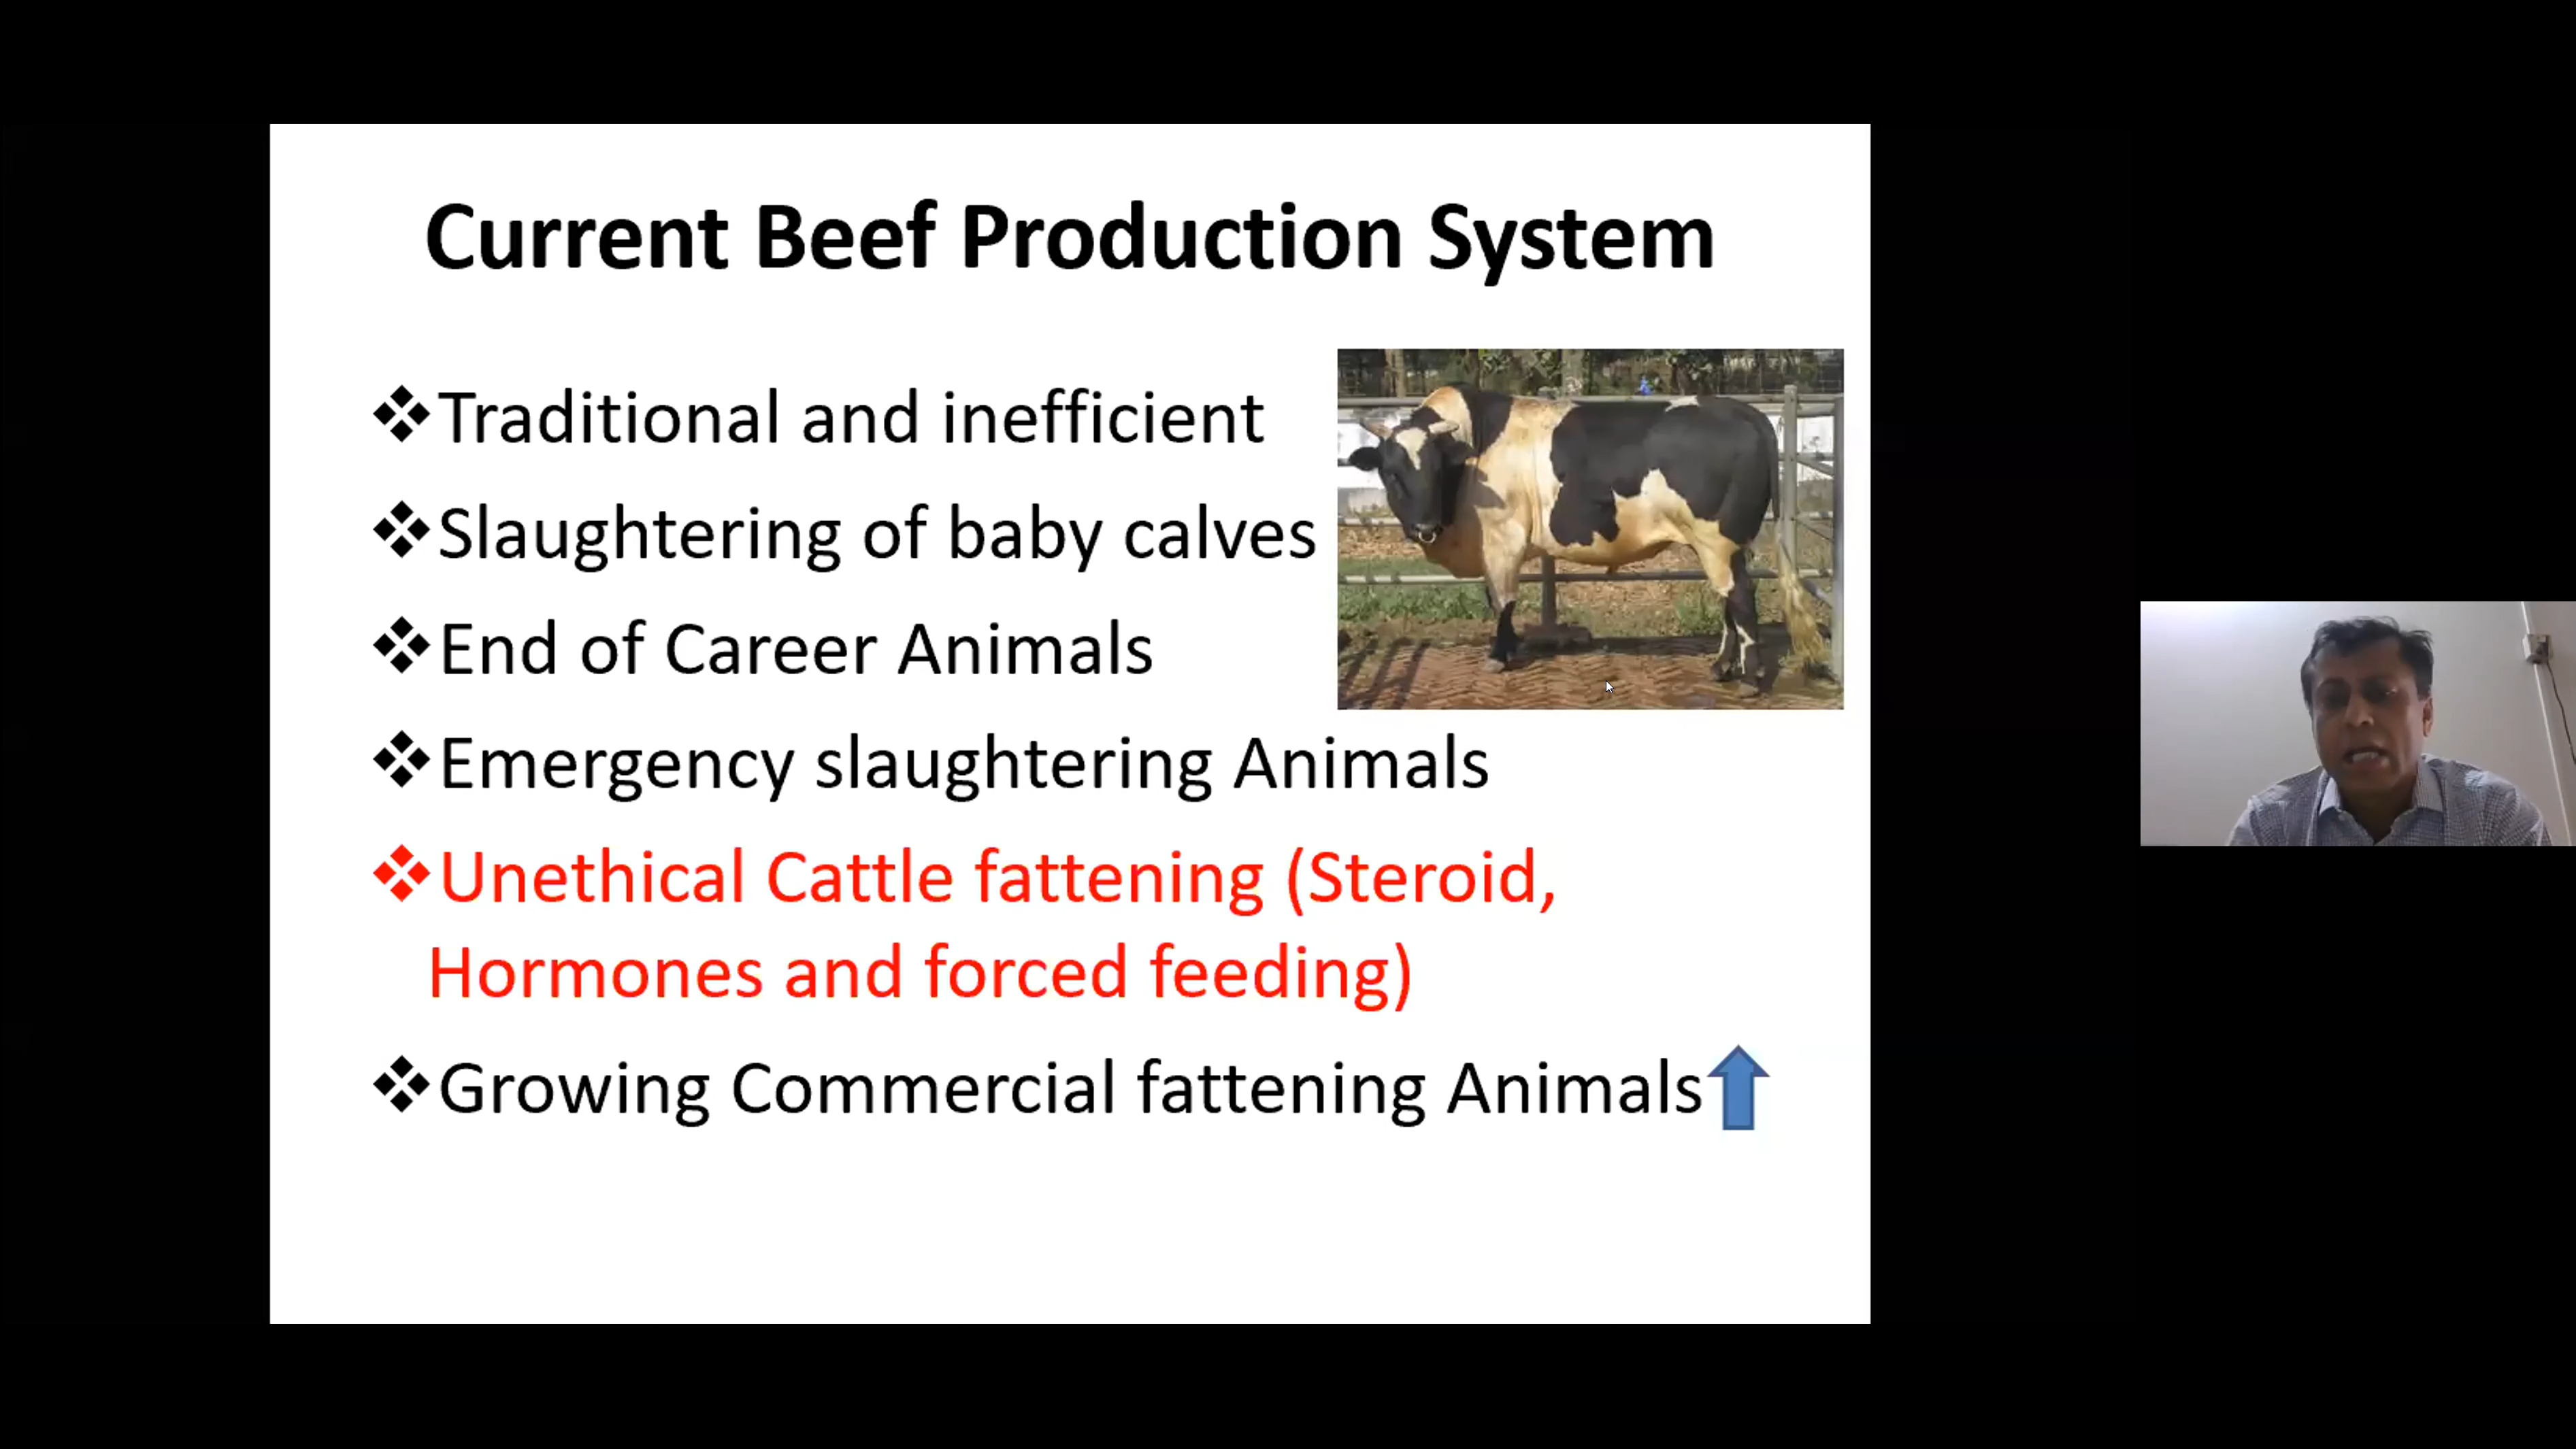 Current Beef Production System
❖Traditional and inefficient
❖Slaughtering of baby calves
❖End of Career Animals
❖Emergency slaughtering Animals
❖Unethical Cattle fattening (Steroid,
Hormones and forced feeding)
❖Growing Commercial fattening Animals